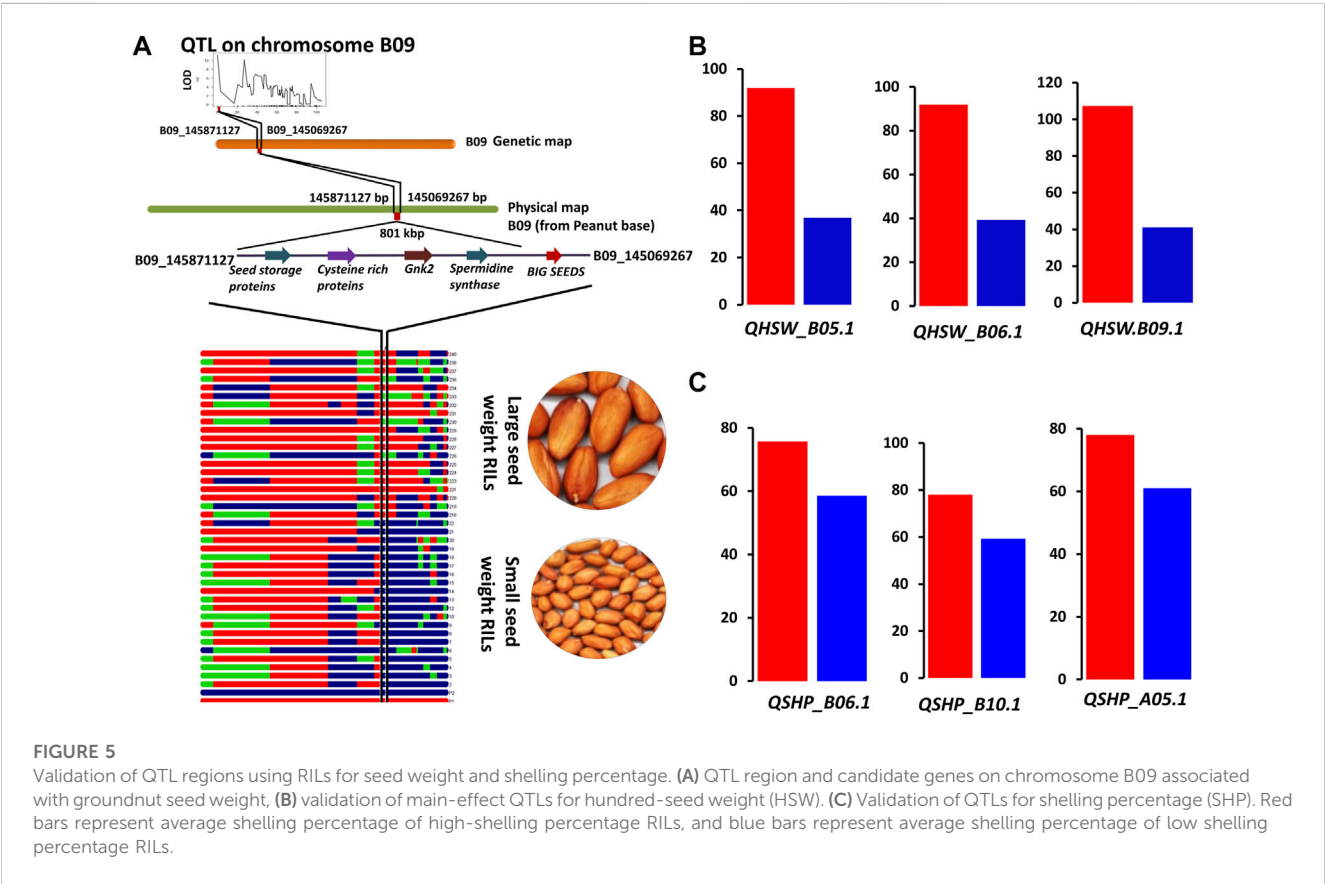 A
QTL on chromosome B09
LOD
B09_145871127
B09_145069267
B09 Genetic map
145871127 bp
145069267 bp
Physical map
B09 (from Peanut base)
801 kbp
B09_145871127
B09_145069267
Seed storage
proteins
Cysteine rich
proteins
Gnk2
Spermidine
synthase
BIG SEEDS
Large seed
weight RILs
Small seed
weight RILs
B
100
80
60
40
20
0
QHSW_B05.1
100
80
60
40
20
0
QHSW_B06.1
120
100
80
60
40
20
0
QHSW.B09.1
C
80
60
40
20
0
QSHP_B06.1
100
80
60
40
20
0
QSHP_B10.1
80
60
40
20
0
QSHP_A05.1
FIGURE 5
Validation of QTL regions using RILs for seed weight and shelling percentage. (A) QTL region and candidate genes on chromosome B09 associated
with groundnut seed weight, (B) validation of main-effect QTLs for hundred-seed weight (HSW). (C) Validation of QTLs for shelling percentage (SHP). Red
bars represent average shelling percentage of high-shelling percentage RILs, and blue bars represent average shelling percentage of low shelling
percentage RILs.